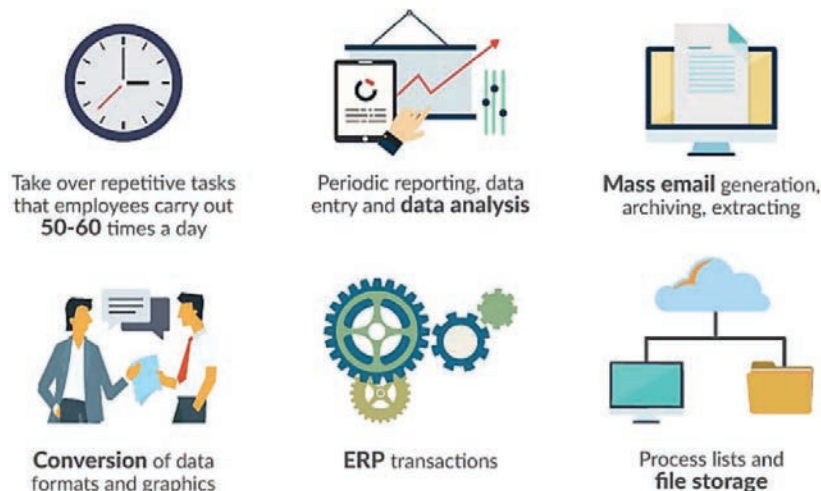 Take over repetitive tasks
that employees carry out
50-60 times a day
Periodic reporting, data
entry and data analysis
Mass email generation,
archiving, extracting
Conversion of data
formats and graphics
ERP transactions
Process lists and
file storage